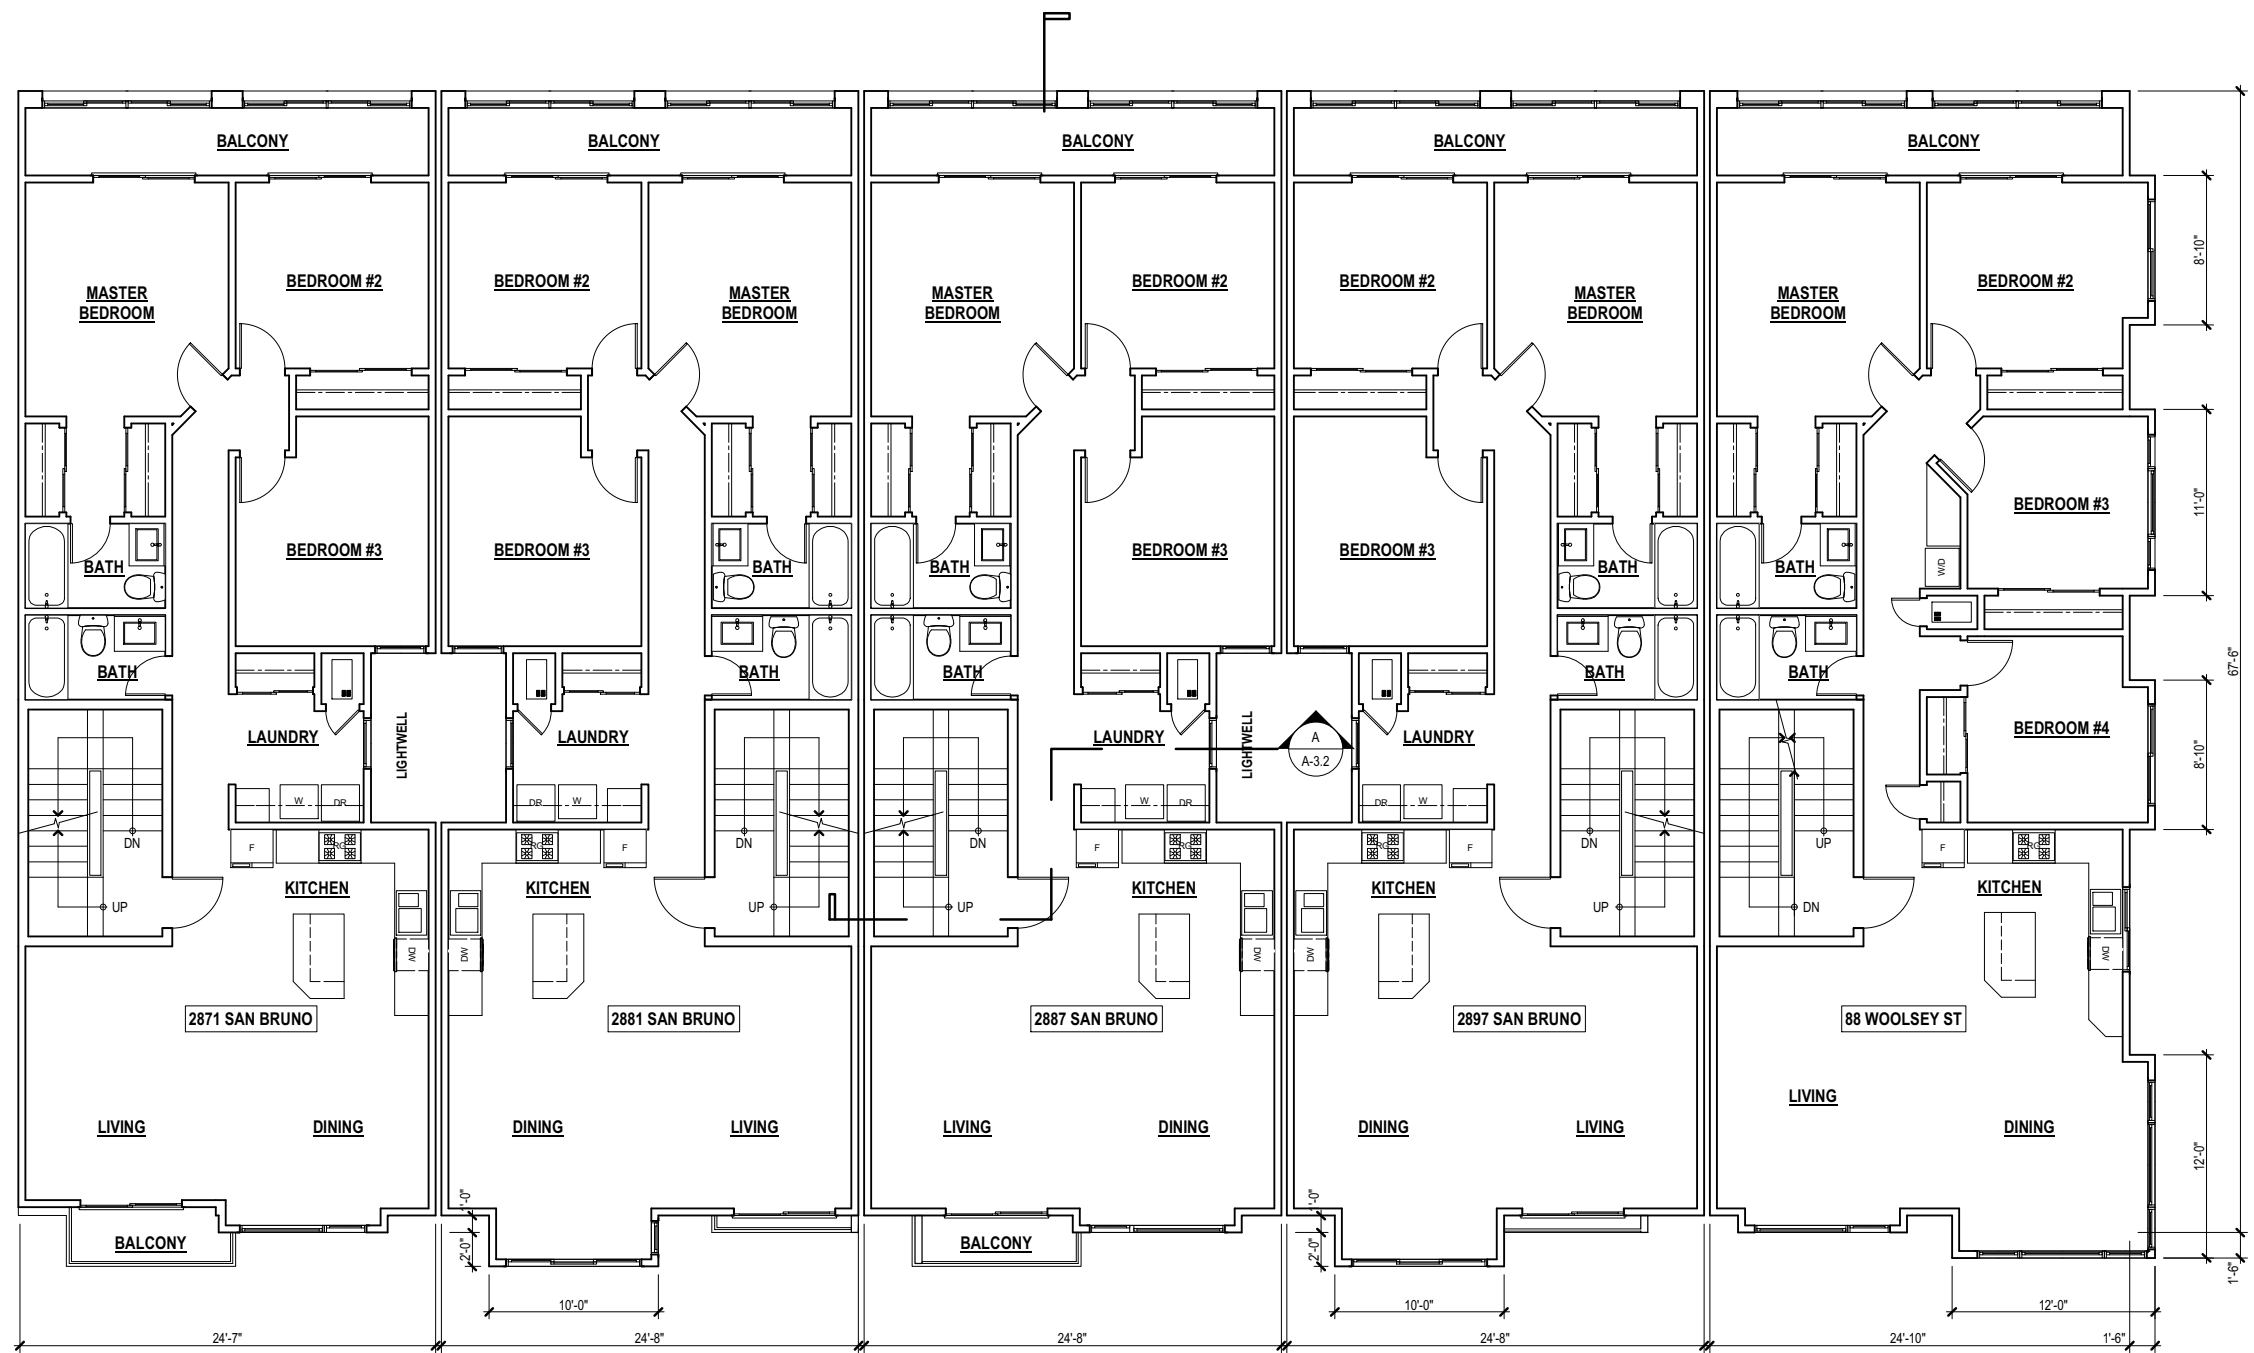 BALCONY
BALCONY
BALCONY
BALCONY
BALCONY
MASTER
BEDROOM
BEDROOM #2
BEDROOM #2
MASTER
BEDROOM
MASTER
BEDROOM
BEDROOM #2
BEDROOM #2
MASTER
BEDROOM
MASTER
BEDROOM
BEDROOM #2
8'-10"
BEDROOM #3
11'-0"
BATH
BEDROOM #3
BEDROOM #3
BATH
BATH
BEDROOM #3
BEDROOM #3
BATH
BATH
W/D
BATH
BATH
BATH
BATH
BATH
67'-6"
LAUNDRY
LIGHTWELL
LAUNDRY
LAUNDRY
LIGHTWELL
A
A-3.2
LAUNDRY
BEDROOM #4
8'-10"
W
DR
DR
W
W
DR
DR
W
DN
F
RG
RG
F
DN
DN
F
RG
RG
F
DN
UP
F
RG
KITCHEN
KITCHEN
KITCHEN
KITCHEN
KITCHEN
UP
UP
UP
UP
DN
DW
DW
DW
DW
DW
2871 SAN BRUNO
2881 SAN BRUNO
2887 SAN BRUNO
2897 SAN BRUNO
88 WOOLSEY ST
LIVING
DINING
DINING
LIVING
LIVING
DINING
DINING
LIVING
LIVING
DINING
12'-0"
1'-0"
1'-0"
BALCONY
2'-0"
BALCONY
2'-0"
1'-6"
10'-0"
10'-0"
12'-0"
24'-7"
24'-8"
24'-8"
24'-8"
24'-10"
1'-6"